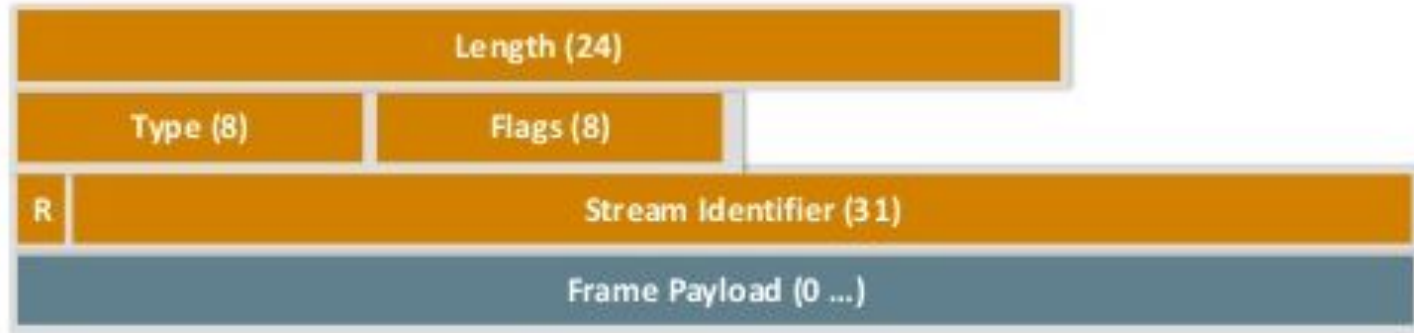 Length (24)
Type (8) Flags (8)
R Stream Identifier (31)
Frame Payload (0 ...)